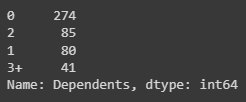 0     274
2      85
1      80
3+     41
Name: Dependents, dtype: int64